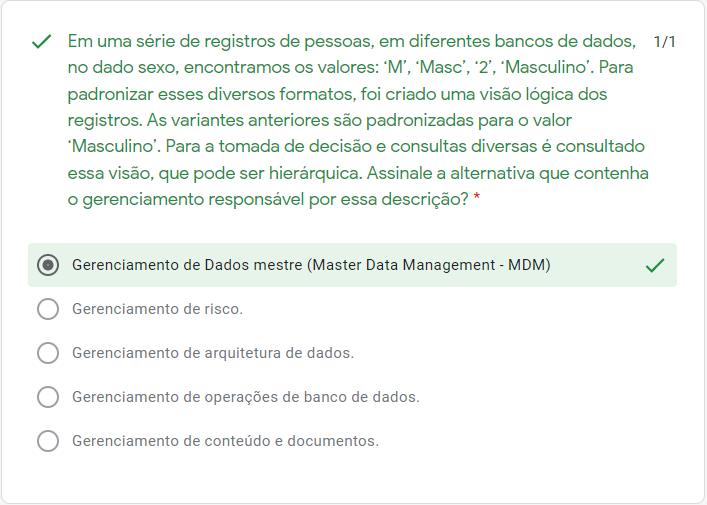 Em uma série de registros de pessoas, em diferentes bancos de dados, 1/1
no dado sexo, encontramos os valores: ‘M’, ‘Masc’, ‘2’, ‘Masculino’. Para
padronizar esses diversos formatos, foi criado uma visão lógica dos
registros. As variantes anteriores são padronizadas para o valor
‘Masculino’. Para a tomada de decisão e consultas diversas é consultado
essa visão, que pode ser hierárquica. Assinale a alternativa que contenha
o gerenciamento responsável por essa descrição? *
Gerenciamento de Dados mestre (Master Data Management - MDM)
Gerenciamento de risco.
Gerenciamento de arquitetura de dados.
Gerenciamento de operações de banco de dados.
Gerenciamento de conteúdo e documentos.